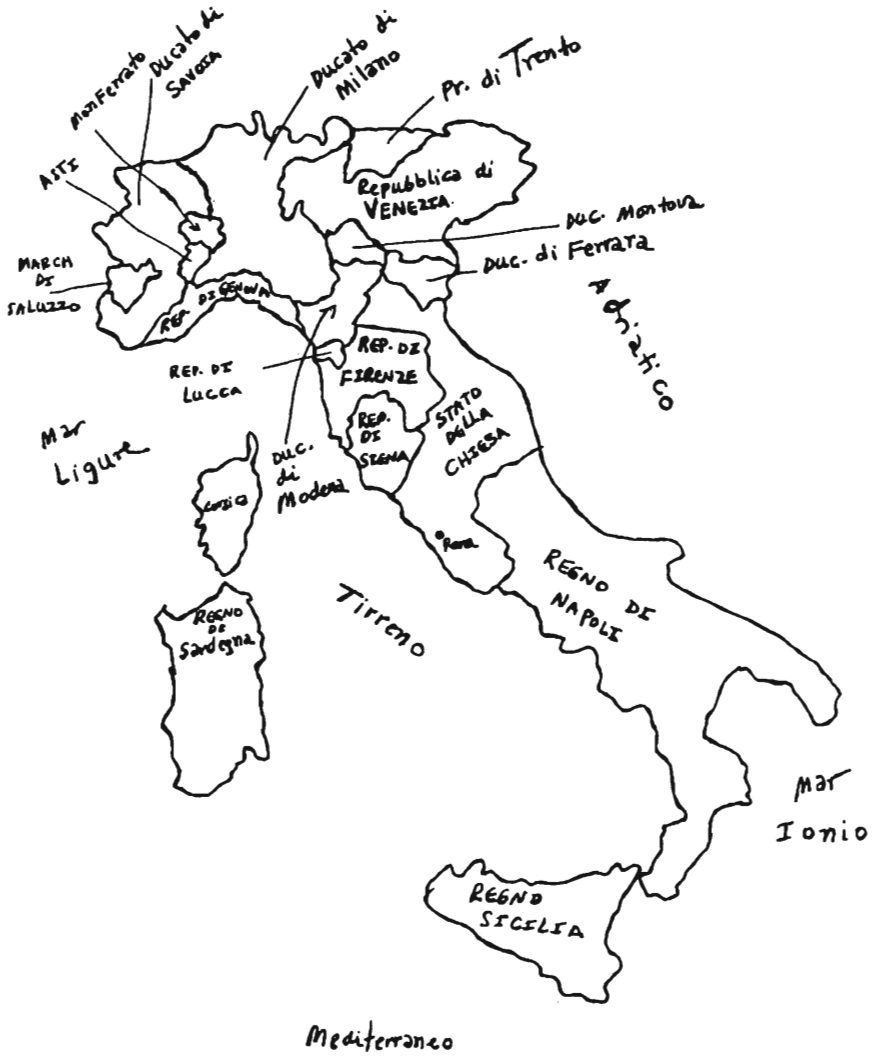 Ducato di
SAVOIA
MonFerrato
ASTI
MARCH
DI
SALUZZO
Ducato di
Milano
Pr. di Trento
Repubblica di
VENEZIA.
DUC. Mantova
DUC. di Ferrara
Adriatico
REP. DI GENOVA
REP. DI
LUCCA
REP. DI
FIRENZE
REP.
DI
SIENA
STATO
DELLA
CHIESA
DUC.
di
Modena
Mar
Ligure
Corsica
Roma
REGNO DI
NAPOLI
Tirreno
REGNO
DI
Sardegna
Mar
Ionio
REGNO
SICILIA
Mediterraneo